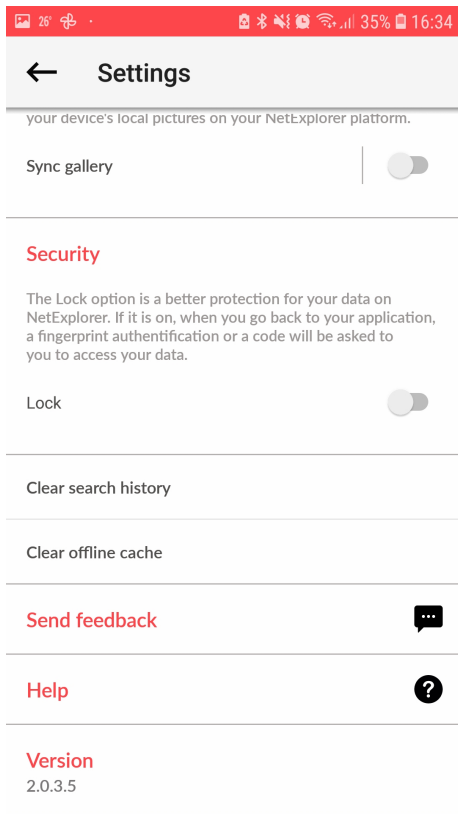 26° 35% 16:34
Settings
your device's local pictures on your NetExplorer platform.
Sync gallery
Security
The Lock option is a better protection for your data on
NetExplorer. If it is on, when you go back to your application,
a fingerprint authentification or a code will be asked to
you to access your data.
Lock
Clear search history
Clear offline cache
Send feedback
Help
Version
2.0.3.5